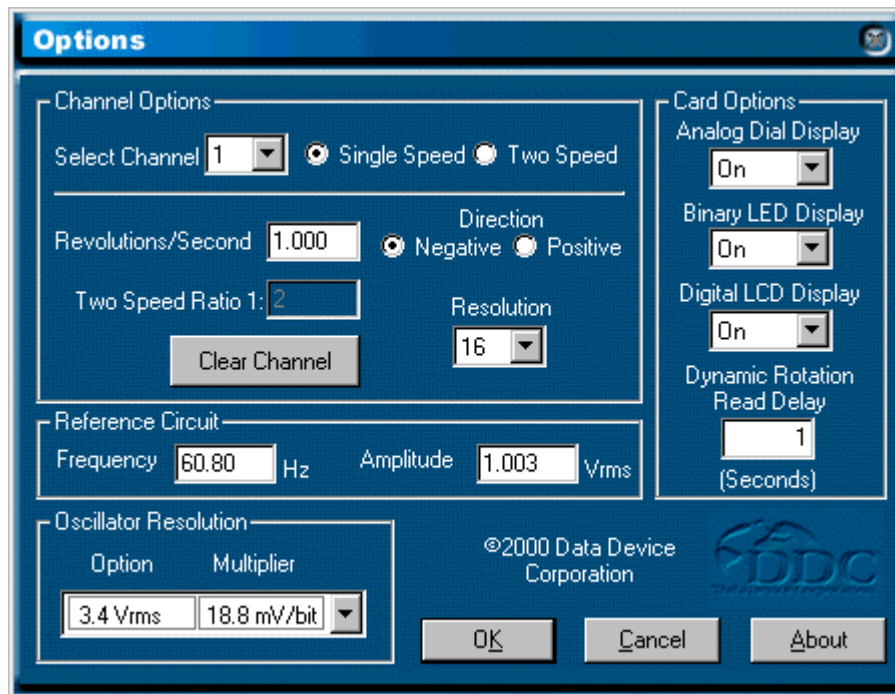 Options
Channel Options
Select Channel 1 Single Speed Two Speed
Revolutions/Second 1.000
Direction
Negative Positive
Two Speed Ratio 1: 2
Resolution
16
Clear Channel
Reference Circuit
Frequency 60.80 Hz Amplitude 1.003 Vrms
Oscillator Resolution
Option Multiplier
3.4 Vrms 18.8 mV/bit
Card Options
Analog Dial Display
On
Binary LED Display
On
Digital LCD Display
On
Dynamic Rotation
Read Delay
1
(Seconds)
©2000 Data Device
Corporation
DDC
OK Cancel About